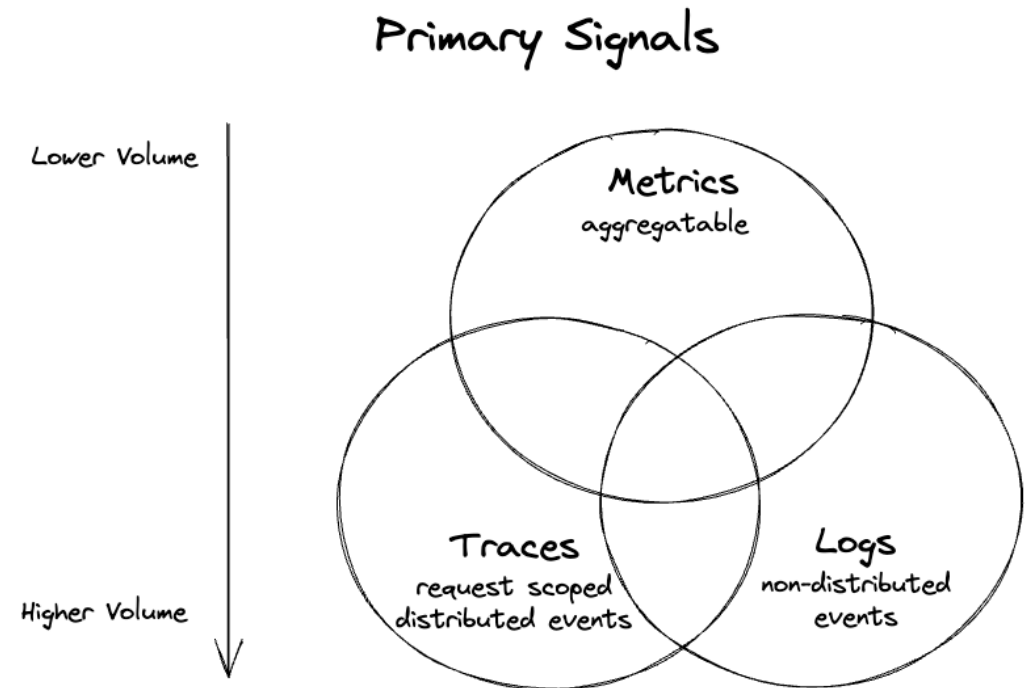 Primary Signals
Lower Volume
Metrics
aggregatable
Traces
request scoped
distributed events
Logs
non-distributed
events
Higher Volume